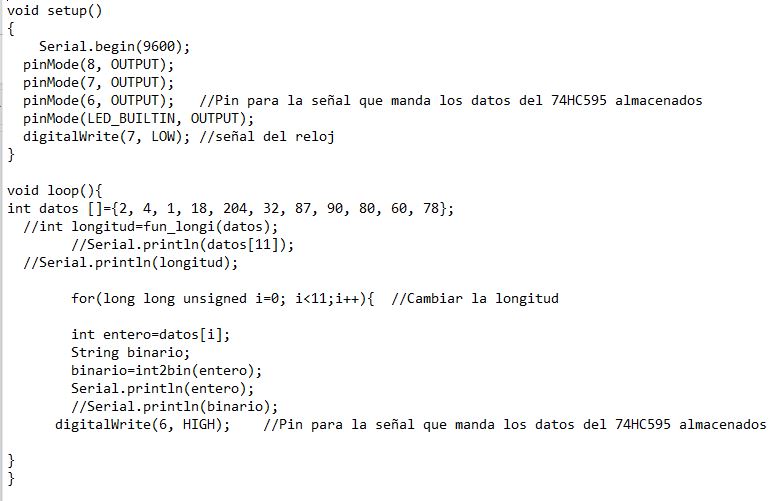 void setup()
{
Serial.begin(9600);
pinMode(8, OUTPUT);
pinMode(7, OUTPUT);
pinMode(6, OUTPUT);   //Pin para la señal que manda los datos del 74HC595 almacenados
pinMode(LED_BUILTIN, OUTPUT);
digitalWrite(7, LOW); //señal del reloj
}
void loop(){
int datos []={2, 4, 1, 18, 204, 32, 87, 90, 80, 60, 78};
//int longitud=fun_longi(datos);
//Serial.println(datos[11]);
//Serial.println(longitud);
for(long long unsigned i=0; i<11;i++){  //Cambiar la longitud
int entero=datos[i];
String binario;
binario=int2bin(entero);
Serial.println(entero);
//Serial.println(binario);
digitalWrite(6, HIGH);    //Pin para la señal que manda los datos del 74HC595 almacenados
}
}